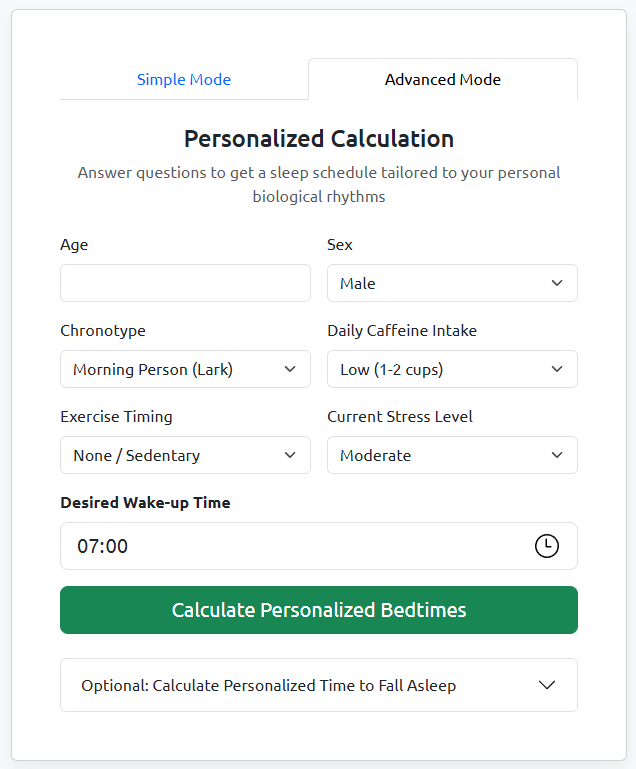 Simple Mode
Advanced Mode
Personalized Calculation
Answer questions to get a sleep schedule tailored to your personal
biological rhythms
Age
Sex
Male
Chronotype
Daily Caffeine Intake
Morning Person (Lark)
Low (1-2 cups)
Exercise Timing
Current Stress Level
None / Sedentary
Moderate
Desired Wake-up Time
07:00
Calculate Personalized Bedtimes
Optional: Calculate Personalized Time to Fall Asleep